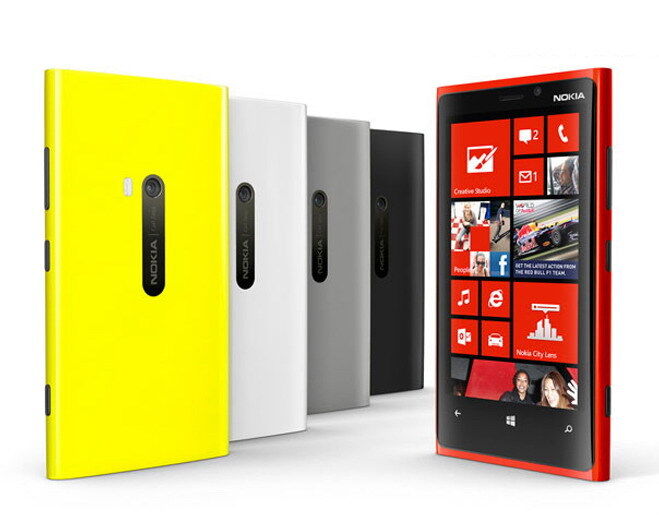 NOKIA
NOKIA
NOKIA
2
Creative Studio
1
WORLD
GET THE LATEST ACTION FROM
THE RED BULL F1 TEAM.
People
f
Nokia City Lens